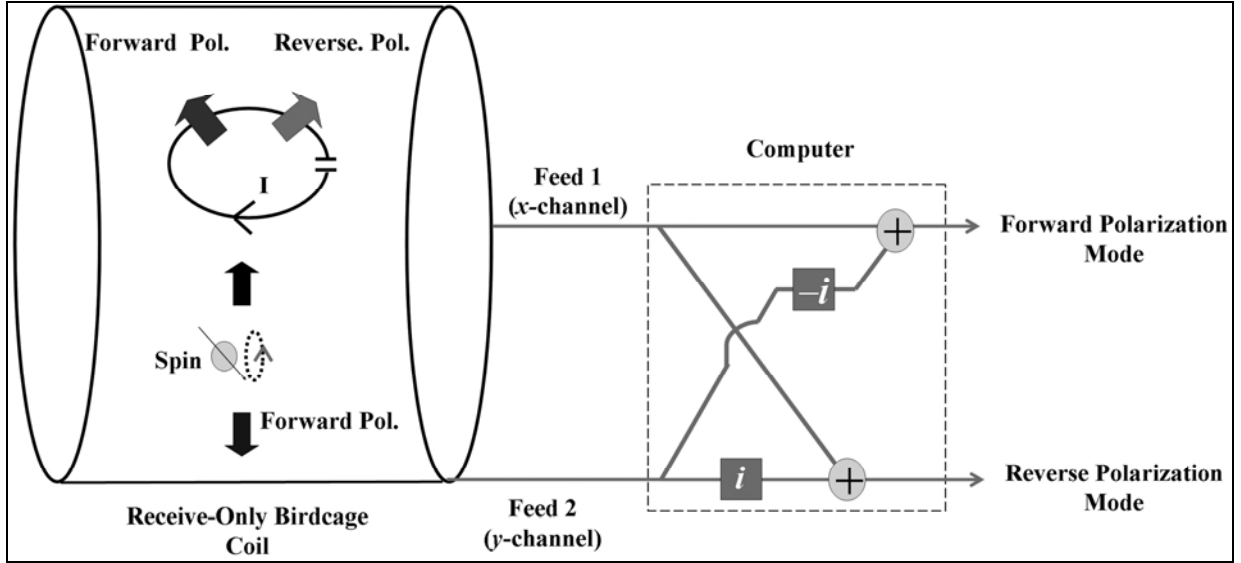 Forward Pol.
Reverse. Pol.
I
Spin
Forward Pol.
Receive-Only Birdcage
Coil
Feed 1
(x-channel)
Feed 2
(y-channel)
Computer
+
−i
i
+
Forward Polarization
Mode
Reverse Polarization
Mode